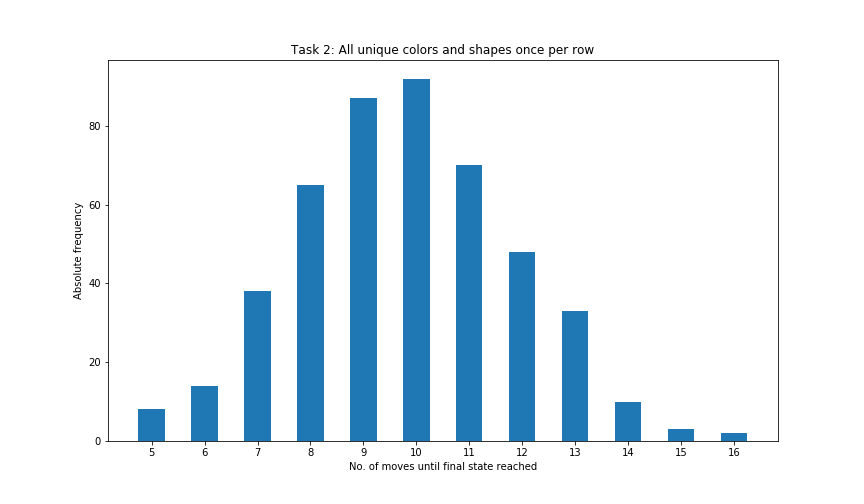 Task 2: All unique colors and shapes once per row
Absolute frequency
80
60
40
20
0
5 6 7 8 9 10 11 12 13 14 15 16
No. of moves until final state reached